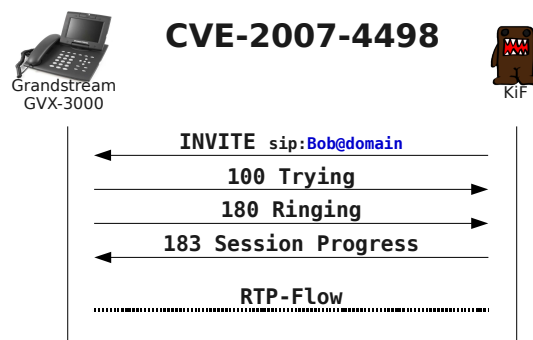 CVE-2007-4498
Grandstream
GVX-3000
KiF
INVITE sip:Bob@domain
100 Trying
180 Ringing
183 Session Progress
RTP-Flow